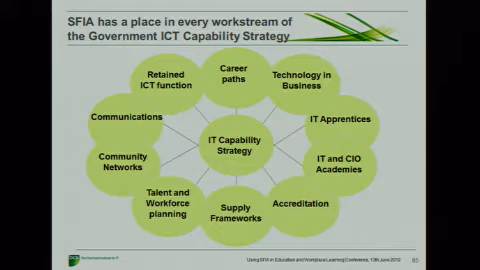 SFIA has a place in every workstream of
the Government ICT Capability Strategy
Career
paths
Retained
ICT function
Technology in
Business
Communications
IT Apprentices
IT Capability
Strategy
Community
Networks
IT and CIO
Academies
Talent and
Workforce
planning
Supply
Frameworks
Accreditation
Using SFIA in Education and Workplace Learning Conference, 13th June 2012
85